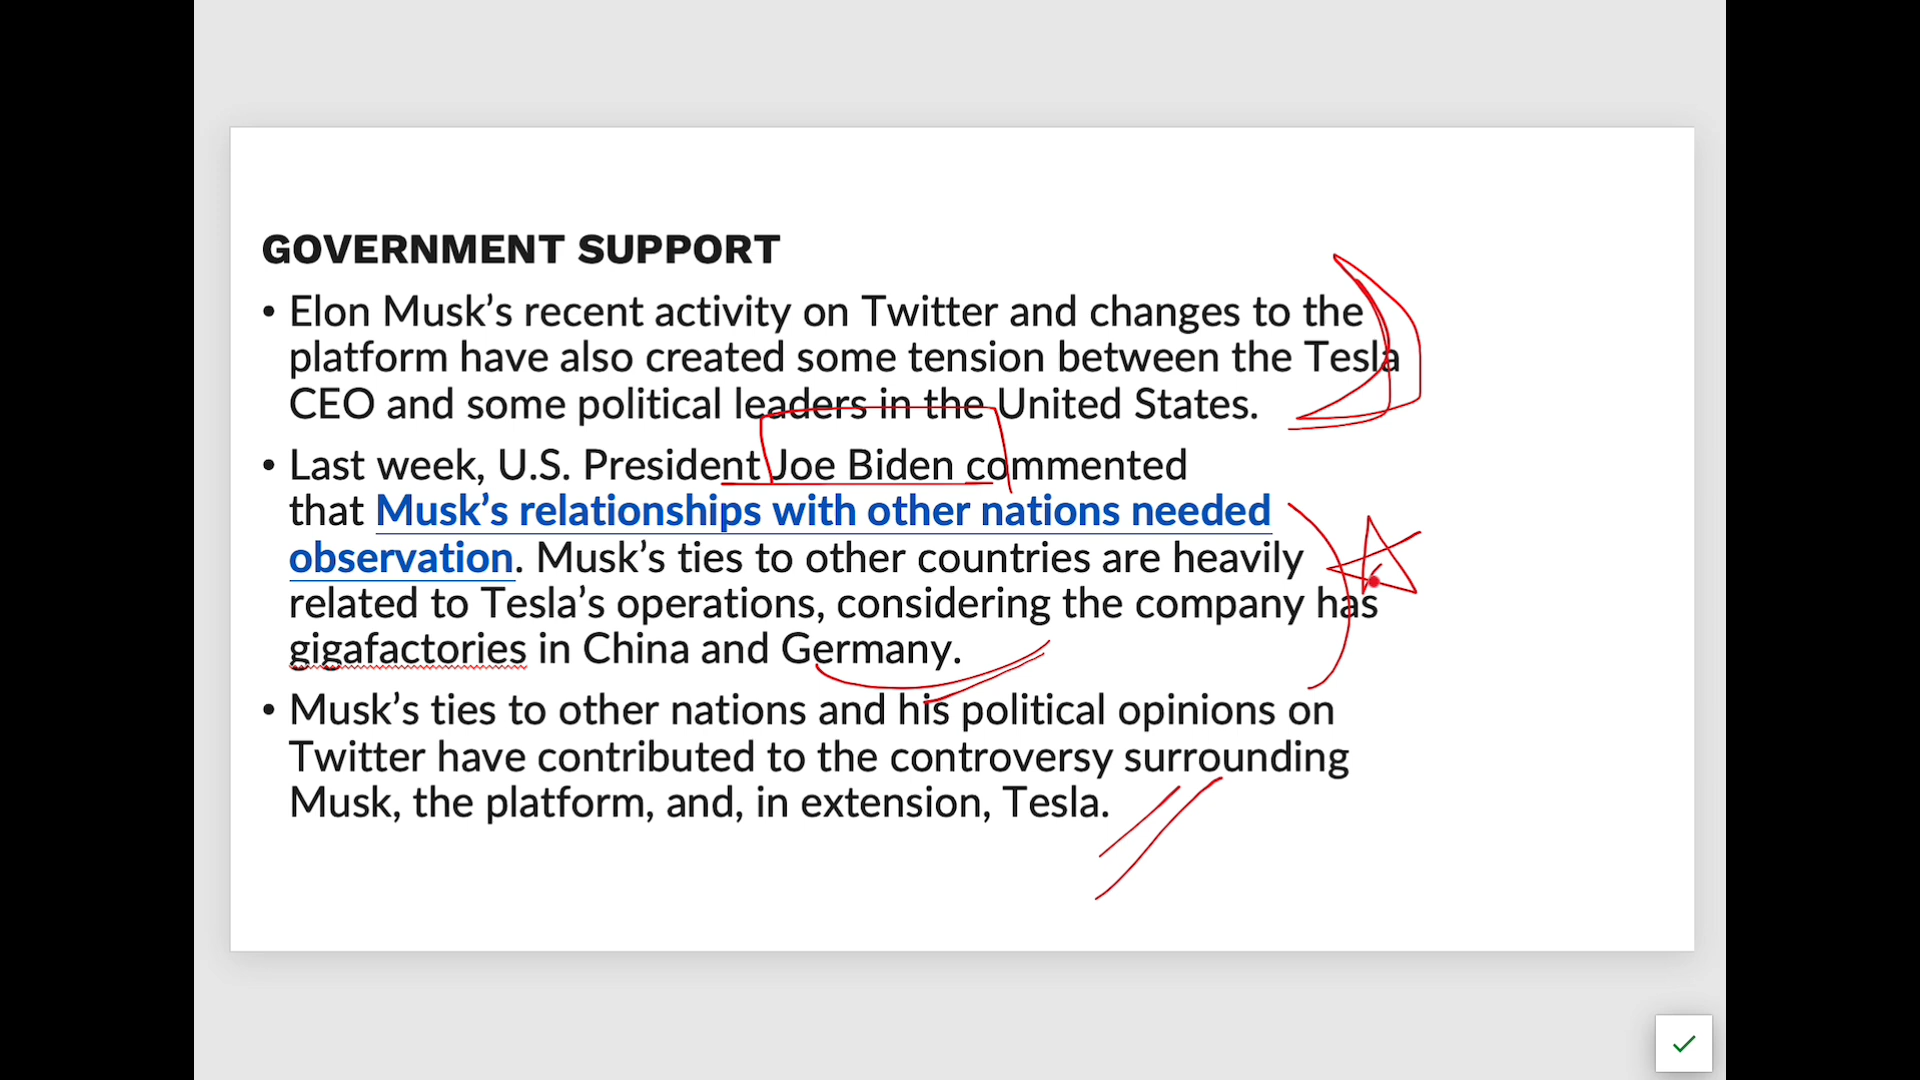 GOVERNMENT SUPPORT
• Elon Musk’s recent activity on Twitter and changes to the
platform have also created some tension between the Tesla
CEO and some political leaders in the United States.
• Last week, U.S. President Joe Biden commented
that Musk’s relationships with other nations needed
observation. Musk’s ties to other countries are heavily
related to Tesla’s operations, considering the company has
gigafactories in China and Germany.
• Musk’s ties to other nations and his political opinions on
Twitter have contributed to the controversy surrounding
Musk, the platform, and, in extension, Tesla.